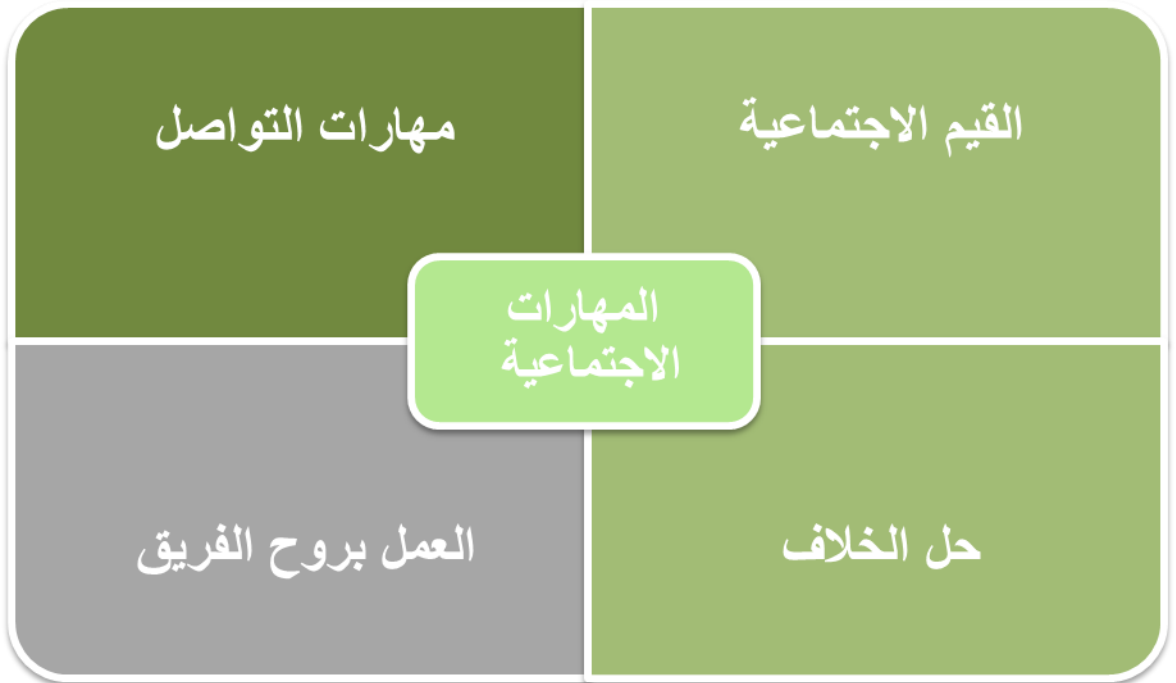 القيم الاجتماعية
مهارات التواصل
المهارات
الاجتماعية
حل الخلاف
العمل بروح الفريق